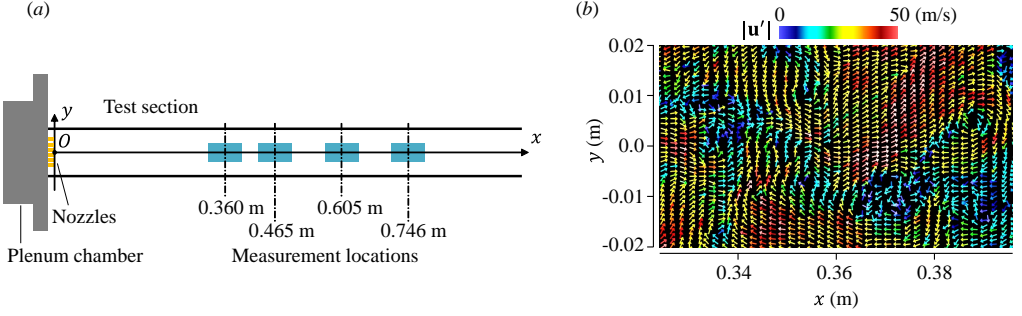 (a)
Test section
y
O
x
Nozzles
Plenum chamber
0.360 m
0.465 m
0.605 m
0.746 m
Measurement locations
(b)
|u′|
0
50 (m/s)
0.02
0.01
0.0
-0.01
-0.02
y (m)
0.34
0.36
0.38
x (m)